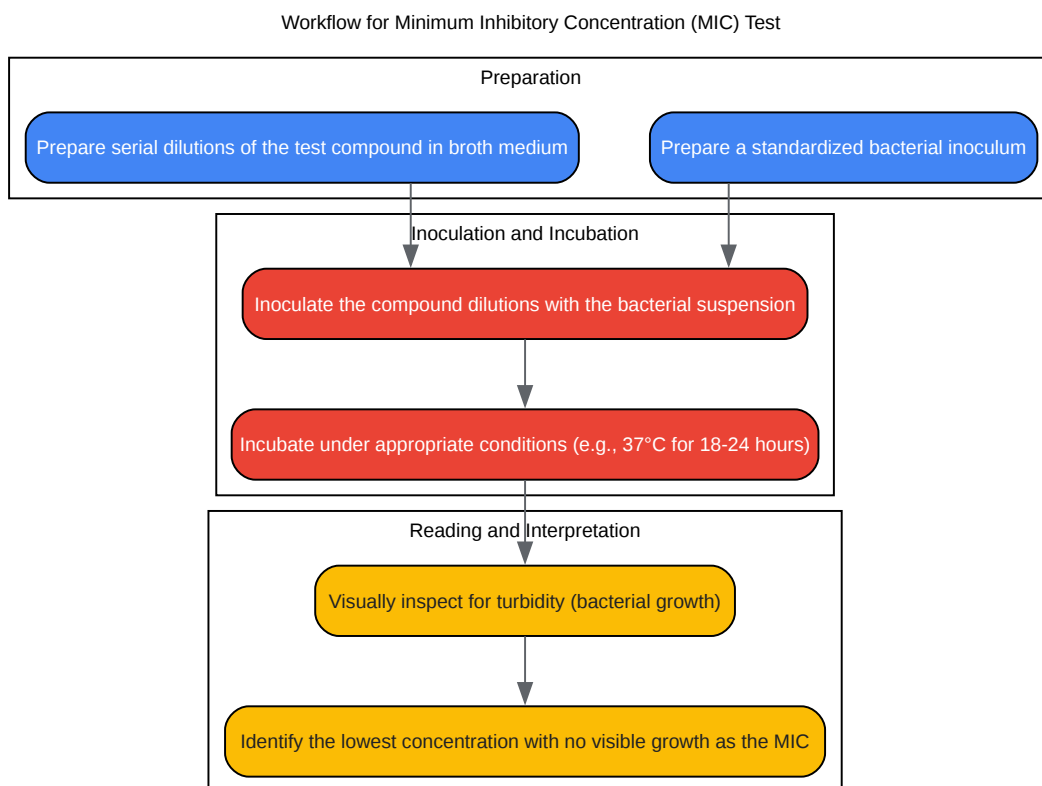 Workflow for Minimum Inhibitory Concentration (MIC) Test
Preparation
Prepare serial dilutions of the test compound in broth medium
Prepare a standardized bacterial inoculum
Inoculation and Incubation
Inoculate the compound dilutions with the bacterial suspension
Incubate under appropriate conditions (e.g., 37°C for 18-24 hours)
Reading and Interpretation
Visually inspect for turbidity (bacterial growth)
Identify the lowest concentration with no visible growth as the MIC